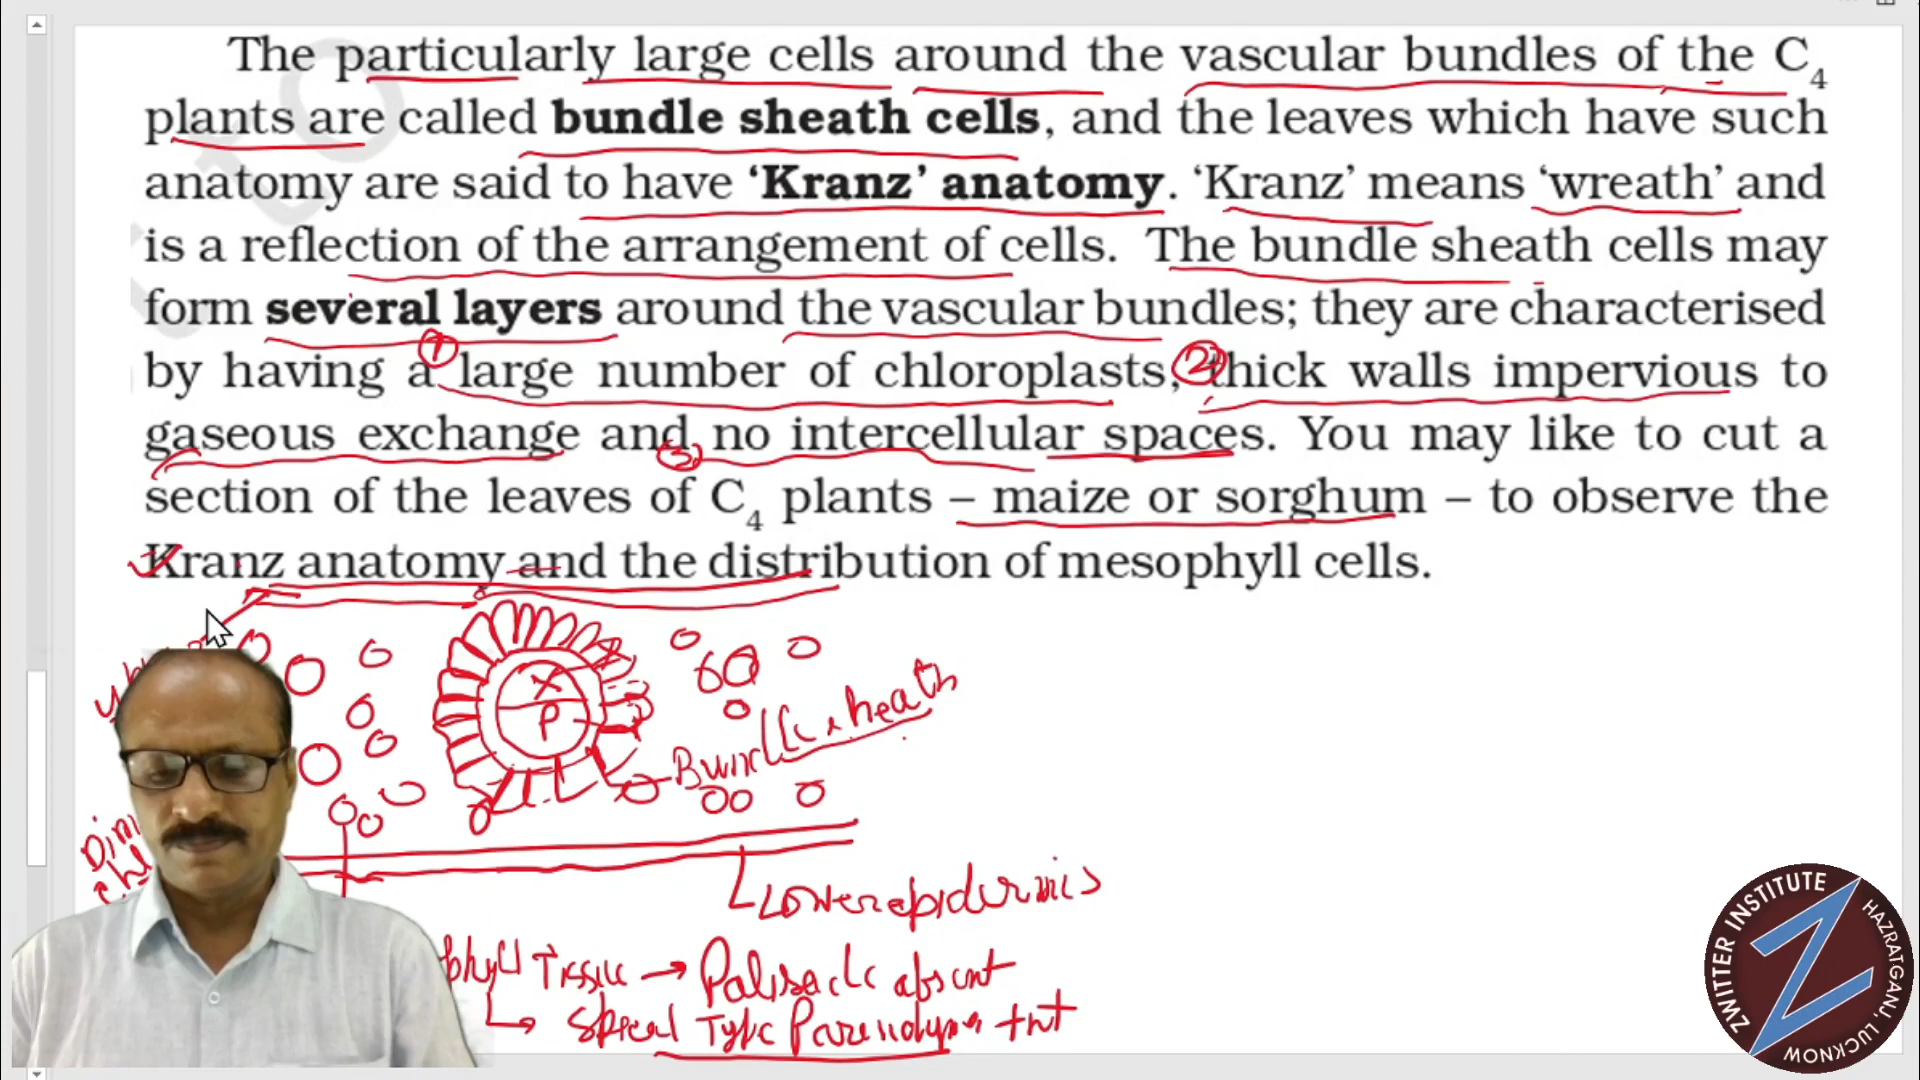 The particularly large cells around the vascular bundles of the C4
plants are called bundle sheath cells, and the leaves which have such
anatomy are said to have ‘Kranz’ anatomy. ‘Kranz’ means ‘wreath’ and
is a reflection of the arrangement of cells. The bundle sheath cells may
form several layers around the vascular bundles; they are characterised
by having a large number of chloroplasts, thick walls impervious to
gaseous exchange and no intercellular spaces. You may like to cut a
section of the leaves of C4 plants – maize or sorghum – to observe the
Kranz anatomy and the distribution of mesophyll cells.
1
2
3
X
P
Bundle sheath
Lower epidermis
Tissue → Palisade absent
Type Parenchyma
ZWITTER INSTITUTE
HAZRATGANJ, LUCKNOW